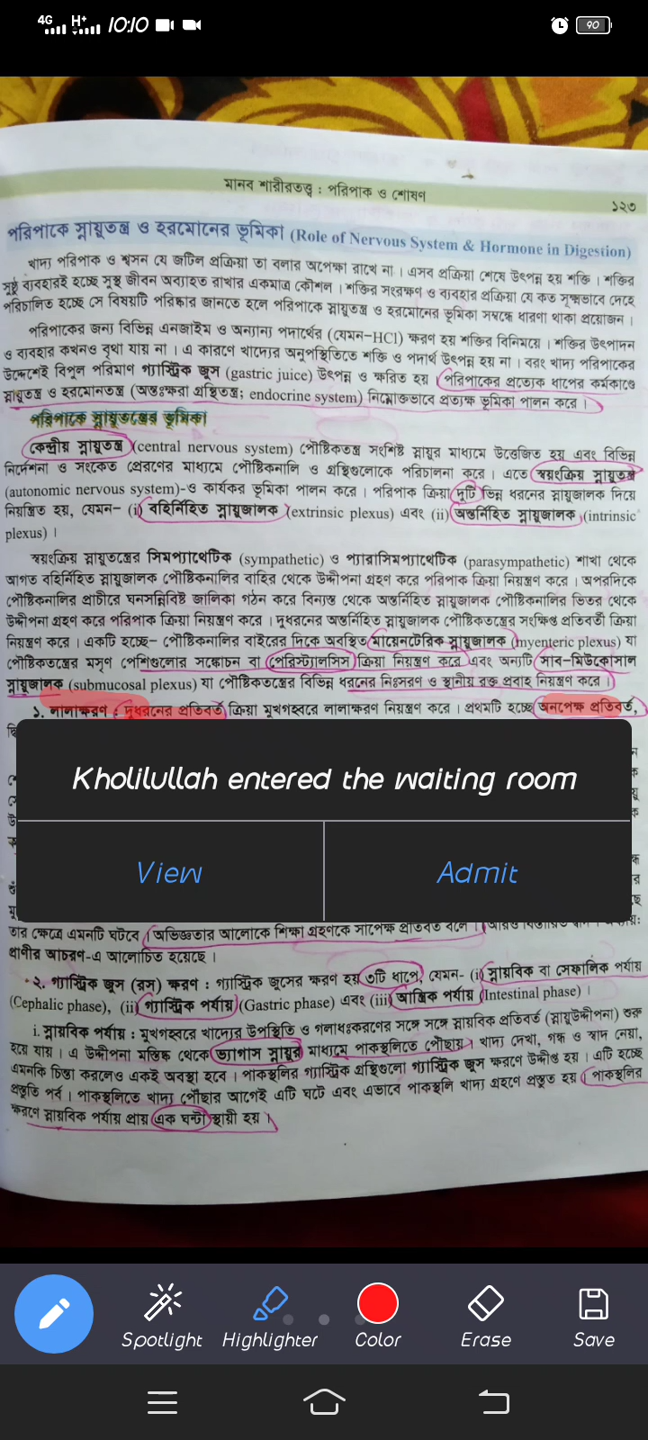 4G H+ 10:10 90
মানব শারীরতত্ত্ব : পরিপাক ও শোষণ
১২৩
পরিপাকে স্নায়ুতন্ত্র ও হরমোনের ভূমিকা (Role of Nervous System & Hormone in Digestion)
খাদ্য পরিপাক ও শ্বসন যে জটিল প্রক্রিয়া তা বলার অপেক্ষা রাখে না । এসব প্রক্রিয়া শেষে উৎপন্ন হয় শক্তি । শক্তির
সুষ্ঠু ব্যবহারই হচ্ছে সুস্থ জীবন অব্যাহত রাখার একমাত্র কৌশল । শক্তির সংরক্ষণ ও ব্যবহার প্রক্রিয়া যে কত সূক্ষ্মভাবে দেহে
পরিচালিত হচ্ছে সে বিষয়টি পরিষ্কার জানতে হলে পরিপাকে স্নায়ুতন্ত্র ও হরমোনের ভূমিকা সম্বন্ধে ধারণা থাকা প্রয়োজন ।
পরিপাকের জন্য বিভিন্ন এনজাইম ও অন্যান্য পদার্থের (যেমন–HCl) ক্ষরণ হয় শক্তির বিনিময়ে । শক্তির উৎপাদন
ও ব্যবহার কখনও বৃথা যায় না । এ কারণে খাদ্যের অনুপস্থিতিতে শক্তি ও পদার্থ উৎপন্ন হয় না । বরং খাদ্য পরিপাকের
উদ্দেশেই বিপুল পরিমাণ গ্যাস্ট্রিক জুস (gastric juice) উৎপন্ন ও ক্ষরিত হয় । পরিপাকের প্রত্যেক ধাপের কর্মকাণ্ডে
স্নায়ুতন্ত্র ও হরমোনতন্ত্র (অন্তঃক্ষরা গ্রন্থিতন্ত্র; endocrine system) নিম্নোক্তভাবে প্রত্যক্ষ ভূমিকা পালন করে ।
পরিপাকে স্নায়ুতন্ত্রের ভূমিকা
কেন্দ্রীয় স্নায়ুতন্ত্র (central nervous system) পৌষ্টিকতন্ত্র সংশিষ্ট স্নায়ুর মাধ্যমে উত্তেজিত হয় এবং বিভিন্ন
নির্দেশনা ও সংকেত প্রেরণের মাধ্যমে পৌষ্টিকনালি ও গ্রন্থিগুলোকে পরিচালনা করে । এতে স্বয়ংক্রিয় স্নায়ুতন্ত্র
(autonomic nervous system)-ও কার্যকর ভূমিকা পালন করে । পরিপাক ক্রিয়া দুটি ভিন্ন ধরনের স্নায়ুজালক দিয়ে
নিয়ন্ত্রিত হয়, যেমন– (i) বহির্নিহিত স্নায়ুজালক (extrinsic plexus) এবং (ii) অন্তর্নিহিত স্নায়ুজালক (intrinsic
plexus) ।
স্বয়ংক্রিয় স্নায়ুতন্ত্রের সিমপ্যাথেটিক (sympathetic) ও প্যারাসিমপ্যাথেটিক (parasympathetic) শাখা থেকে
আগত বহির্নিহিত স্নায়ুজালক পৌষ্টিকনালির বাহির থেকে উদ্দীপনা গ্রহণ করে পরিপাক ক্রিয়া নিয়ন্ত্রণ করে । অপরদিকে
পৌষ্টিকনালির প্রাচীরে ঘনসন্নিবিষ্ট জালিকা গঠন করে বিন্যস্ত থেকে অন্তর্নিহিত স্নায়ুজালক পৌষ্টিকনালির ভিতর থেকে
উদ্দীপনা গ্রহণ করে পরিপাক ক্রিয়া নিয়ন্ত্রণ করে । দুধরনের অন্তর্নিহিত স্নায়ুজালক পৌষ্টিকতন্ত্রের সংক্ষিপ্ত প্রতিবর্তী ক্রিয়া
নিয়ন্ত্রণ করে । একটি হচ্ছে– পৌষ্টিকনালির বাইরের দিকে অবস্থিত মায়েনটেরিক স্নায়ুজালক (myenteric plexus) যা
পৌষ্টিকতন্ত্রের মসৃণ পেশিগুলোর সঙ্কোচন বা পেরিস্ট্যালসিস ক্রিয়া নিয়ন্ত্রণ করে এবং অন্যটি সাব-মিউকোসাল
স্নায়ুজালক (submucosal plexus) যা পৌষ্টিকতন্ত্রের বিভিন্ন ধরনের নিঃসরণ ও স্থানীয় রক্ত প্রবাহ নিয়ন্ত্রণ করে ।
১. লালাক্ষরণ : দুধরনের প্রতিবর্ত ক্রিয়া মুখগহ্বরে লালাক্ষরণ নিয়ন্ত্রণ করে । প্রথমটি হচ্ছে অনপেক্ষ প্রতিবর্ত,
Kholilullah entered the waiting room
View Admit
তার ক্ষেত্রে এমনটি ঘটবে । অভিজ্ঞতার আলোকে শিক্ষা গ্রহণকে সাপেক্ষ প্রতিবর্ত বলে ।
প্রাণীর আচরণ-এ আলোচিত হয়েছে ।
২. গ্যাস্ট্রিক জুস (রস) ক্ষরণ : গ্যাস্ট্রিক জুসের ক্ষরণ হয় ৩টি ধাপে, যেমন- (i) স্নায়বিক বা সেফালিক পর্যায়
(Cephalic phase), (ii) গ্যাস্ট্রিক পর্যায় (Gastric phase) এবং (iii) আন্ত্রিক পর্যায় (Intestinal phase) ।
i. স্নায়বিক পর্যায় : মুখগহ্বরে খাদ্যের উপস্থিতি ও গলাধঃকরণের সঙ্গে সঙ্গে স্নায়বিক প্রতিবর্ত (স্নায়ুউদ্দীপনা) শুরু
হয়ে যায় । এ উদ্দীপনা মস্তিষ্ক থেকে ভ্যাগাস স্নায়ুর মাধ্যমে পাকস্থলিতে পৌঁছায় । খাদ্য দেখা, গন্ধ ও স্বাদ নেয়া,
এমনকি চিন্তা করলেও একই অবস্থা হবে । পাকস্থলির গ্যাস্ট্রিক গ্রন্থিগুলো গ্যাস্ট্রিক জুস ক্ষরণে উদ্দীপ্ত হয় । এটি হচ্ছে
প্রস্তুতি পর্ব । পাকস্থলিতে খাদ্য পৌঁছার আগেই এটি ঘটে এবং এভাবে পাকস্থলি খাদ্য গ্রহণে প্রস্তুত হয় । পাকস্থলির
ক্ষরণে স্নায়বিক পর্যায় প্রায় এক ঘন্টা স্থায়ী হয় ।
Spotlight Highlighter Color Erase Save